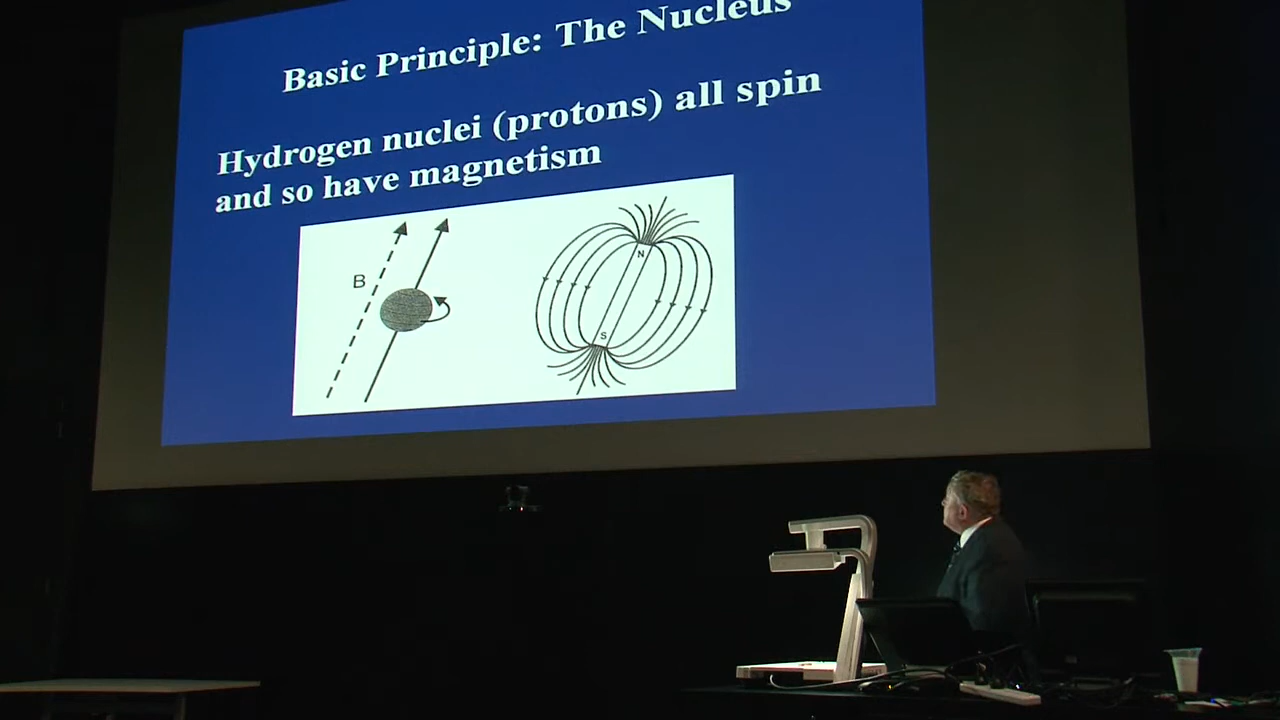 Basic Principle: The Nucleus
Hydrogen nuclei (protons) all spin
and so have magnetism
B
N
S